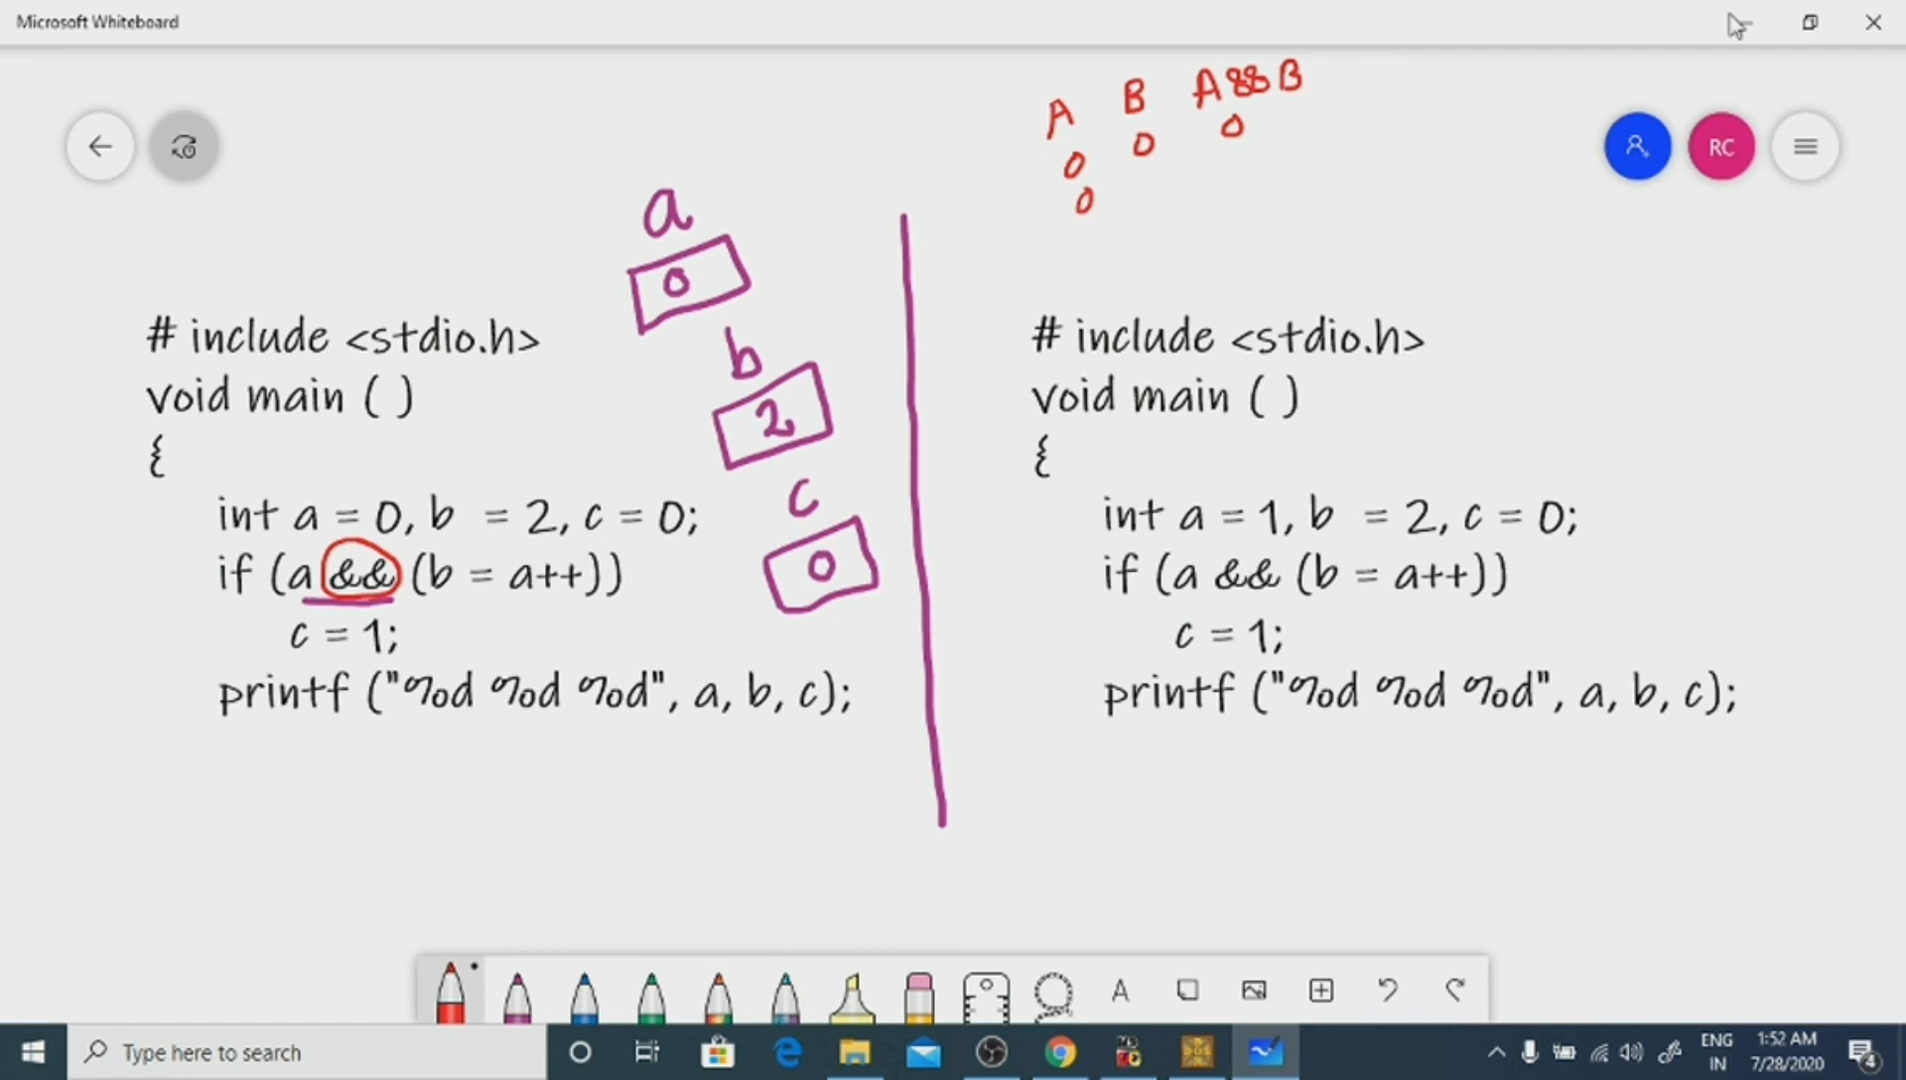 Microsoft Whiteboard
A B A&&B
0 0 0
0
RC
a
0
b
2
c
0
# include <stdio.h>
void main ( )
{
int a = 0, b = 2, c = 0;
if (a && (b = a++))
c = 1;
printf ("%d %d %d", a, b, c);
# include <stdio.h>
void main ( )
{
int a = 1, b = 2, c = 0;
if (a && (b = a++))
c = 1;
printf ("%d %d %d", a, b, c);
A
Type here to search
ENG
IN
1:52 AM
7/28/2020
4